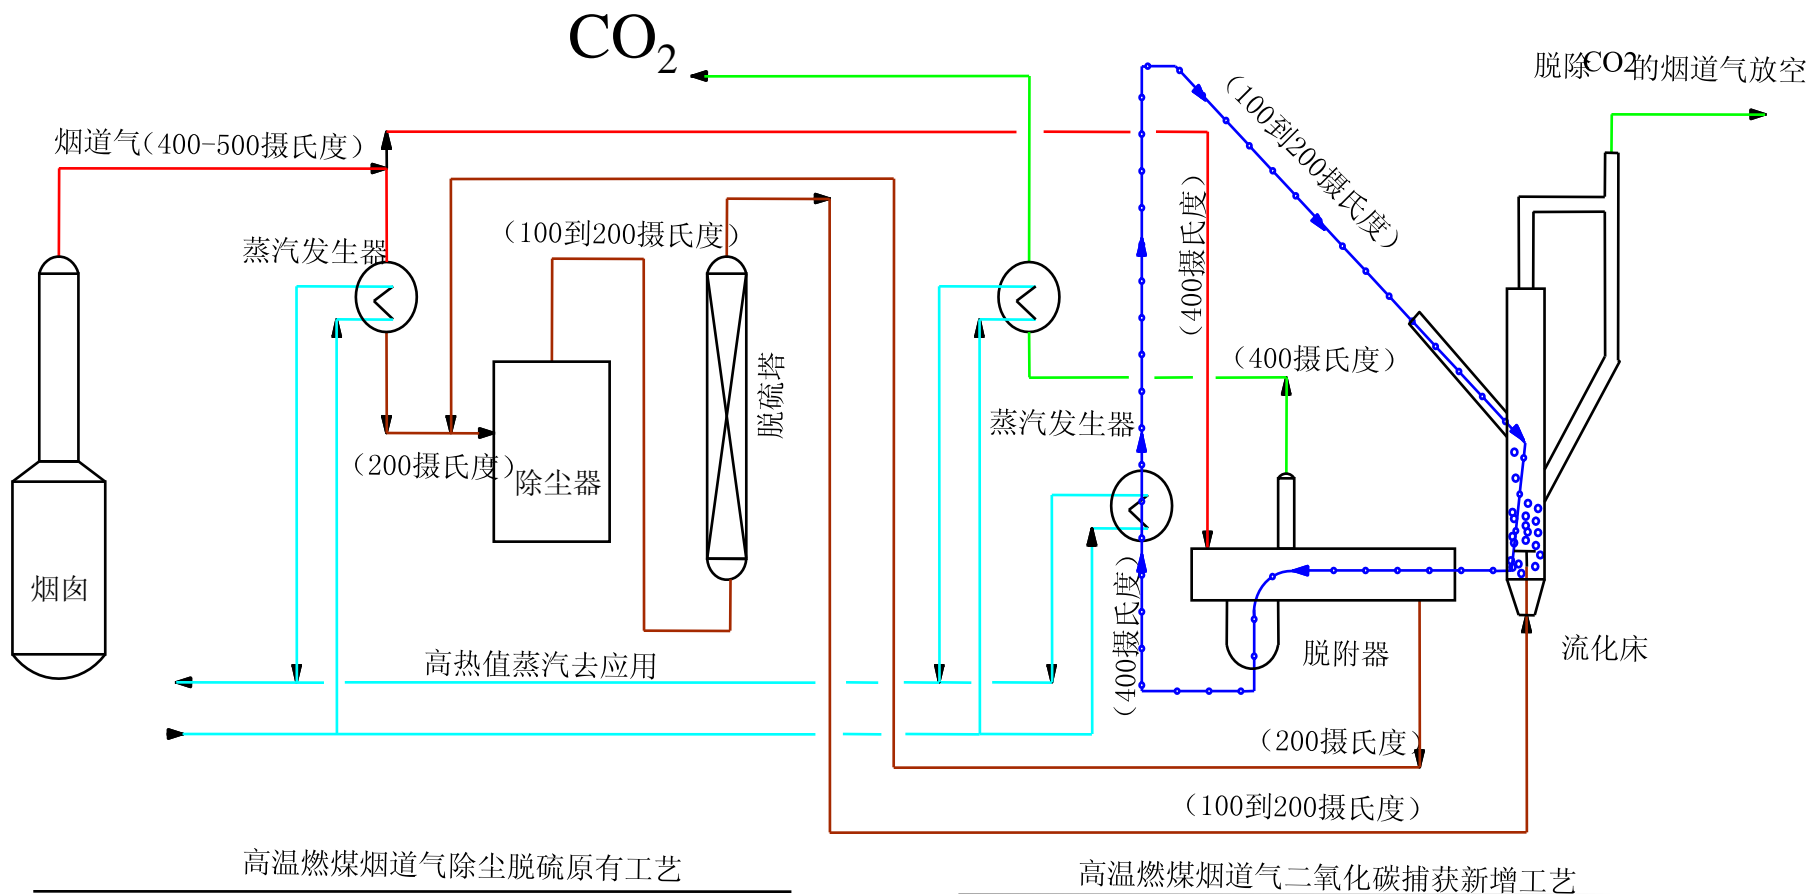 CO2
脱除CO2的烟道气放空
烟道气(400-500摄氏度)
(100到200摄氏度)
(400摄氏度)
蒸汽发生器
(100到200摄氏度)
(400摄氏度)
脱硫塔
蒸汽发生器
(200摄氏度)
除尘器
烟囱
(400摄氏度)
脱附器
流化床
高热值蒸汽去应用
(200摄氏度)
(100到200摄氏度)
高温燃煤烟道气除尘脱硫原有工艺
高温燃煤烟道气二氧化碳捕获新增工艺